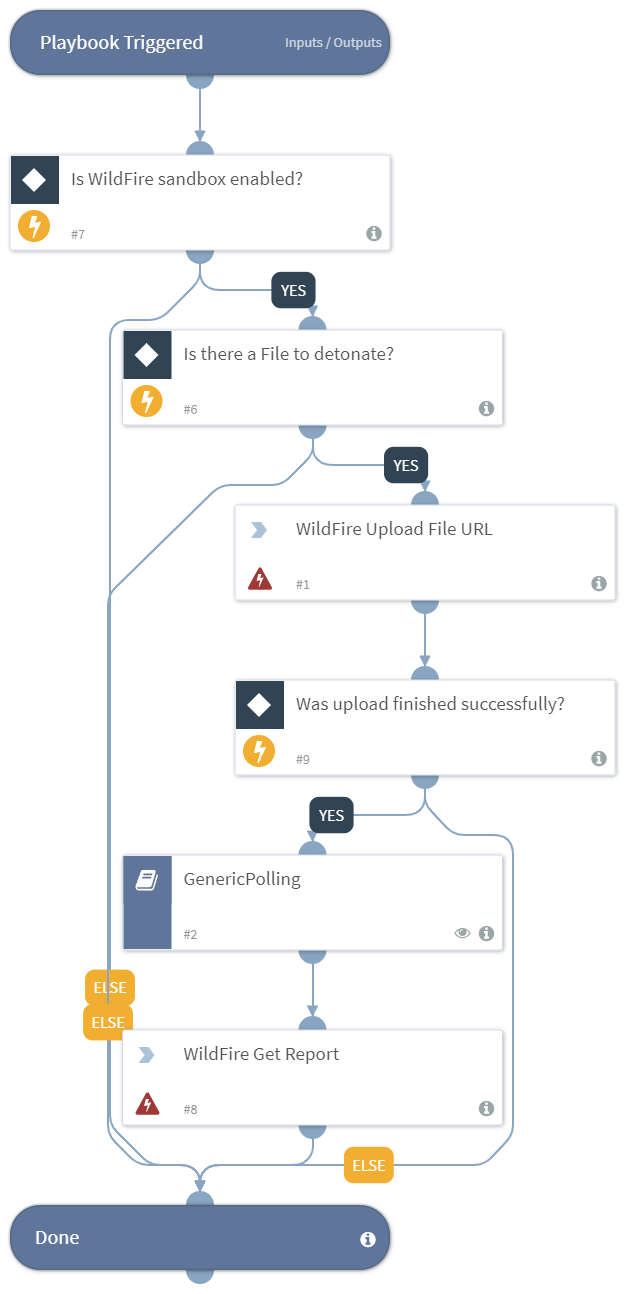 Playbook Triggered
Inputs / Outputs
Is WildFire sandbox enabled?
#7
YES
Is there a File to detonate?
#6
YES
WildFire Upload File URL
#1
Was upload finished successfully?
#9
YES
GenericPolling
#2
ELSE
ELSE
WildFire Get Report
#8
ELSE
Done